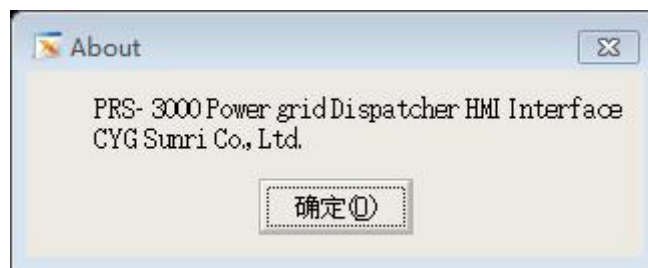 About
PRS- 3000 Power grid Dispatcher HMI Interface
CYG Sunri Co., Ltd.
确定(O)